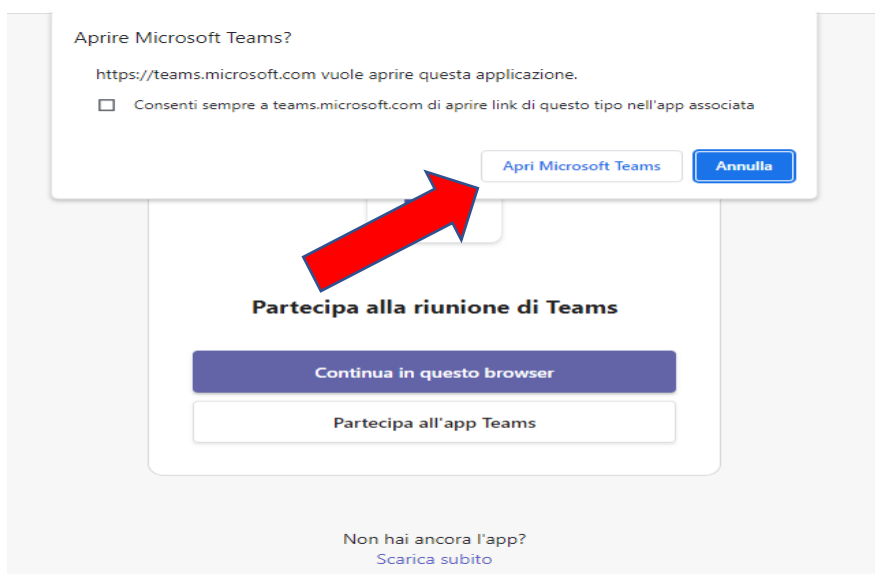 Aprire Microsoft Teams?
https://teams.microsoft.com vuole aprire questa applicazione.
Consenti sempre a teams.microsoft.com di aprire link di questo tipo nell'app associata
Apri Microsoft Teams
Annulla
Partecipa alla riunione di Teams
Continua in questo browser
Partecipa all'app Teams
Non hai ancora l'app?
Scarica subito